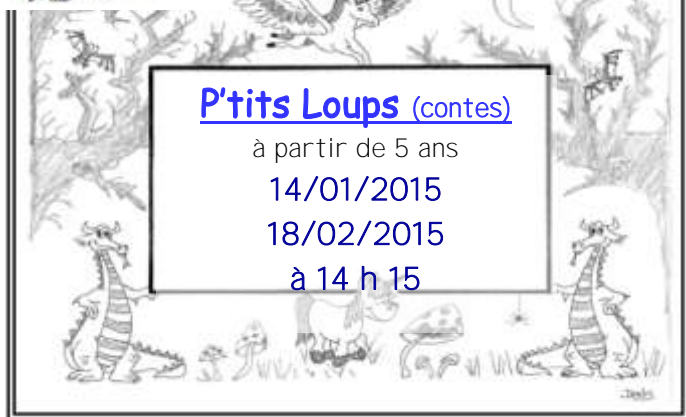 P'tits Loups (contes)
à partir de 5 ans
14/01/2015
18/02/2015
à 14 h 15